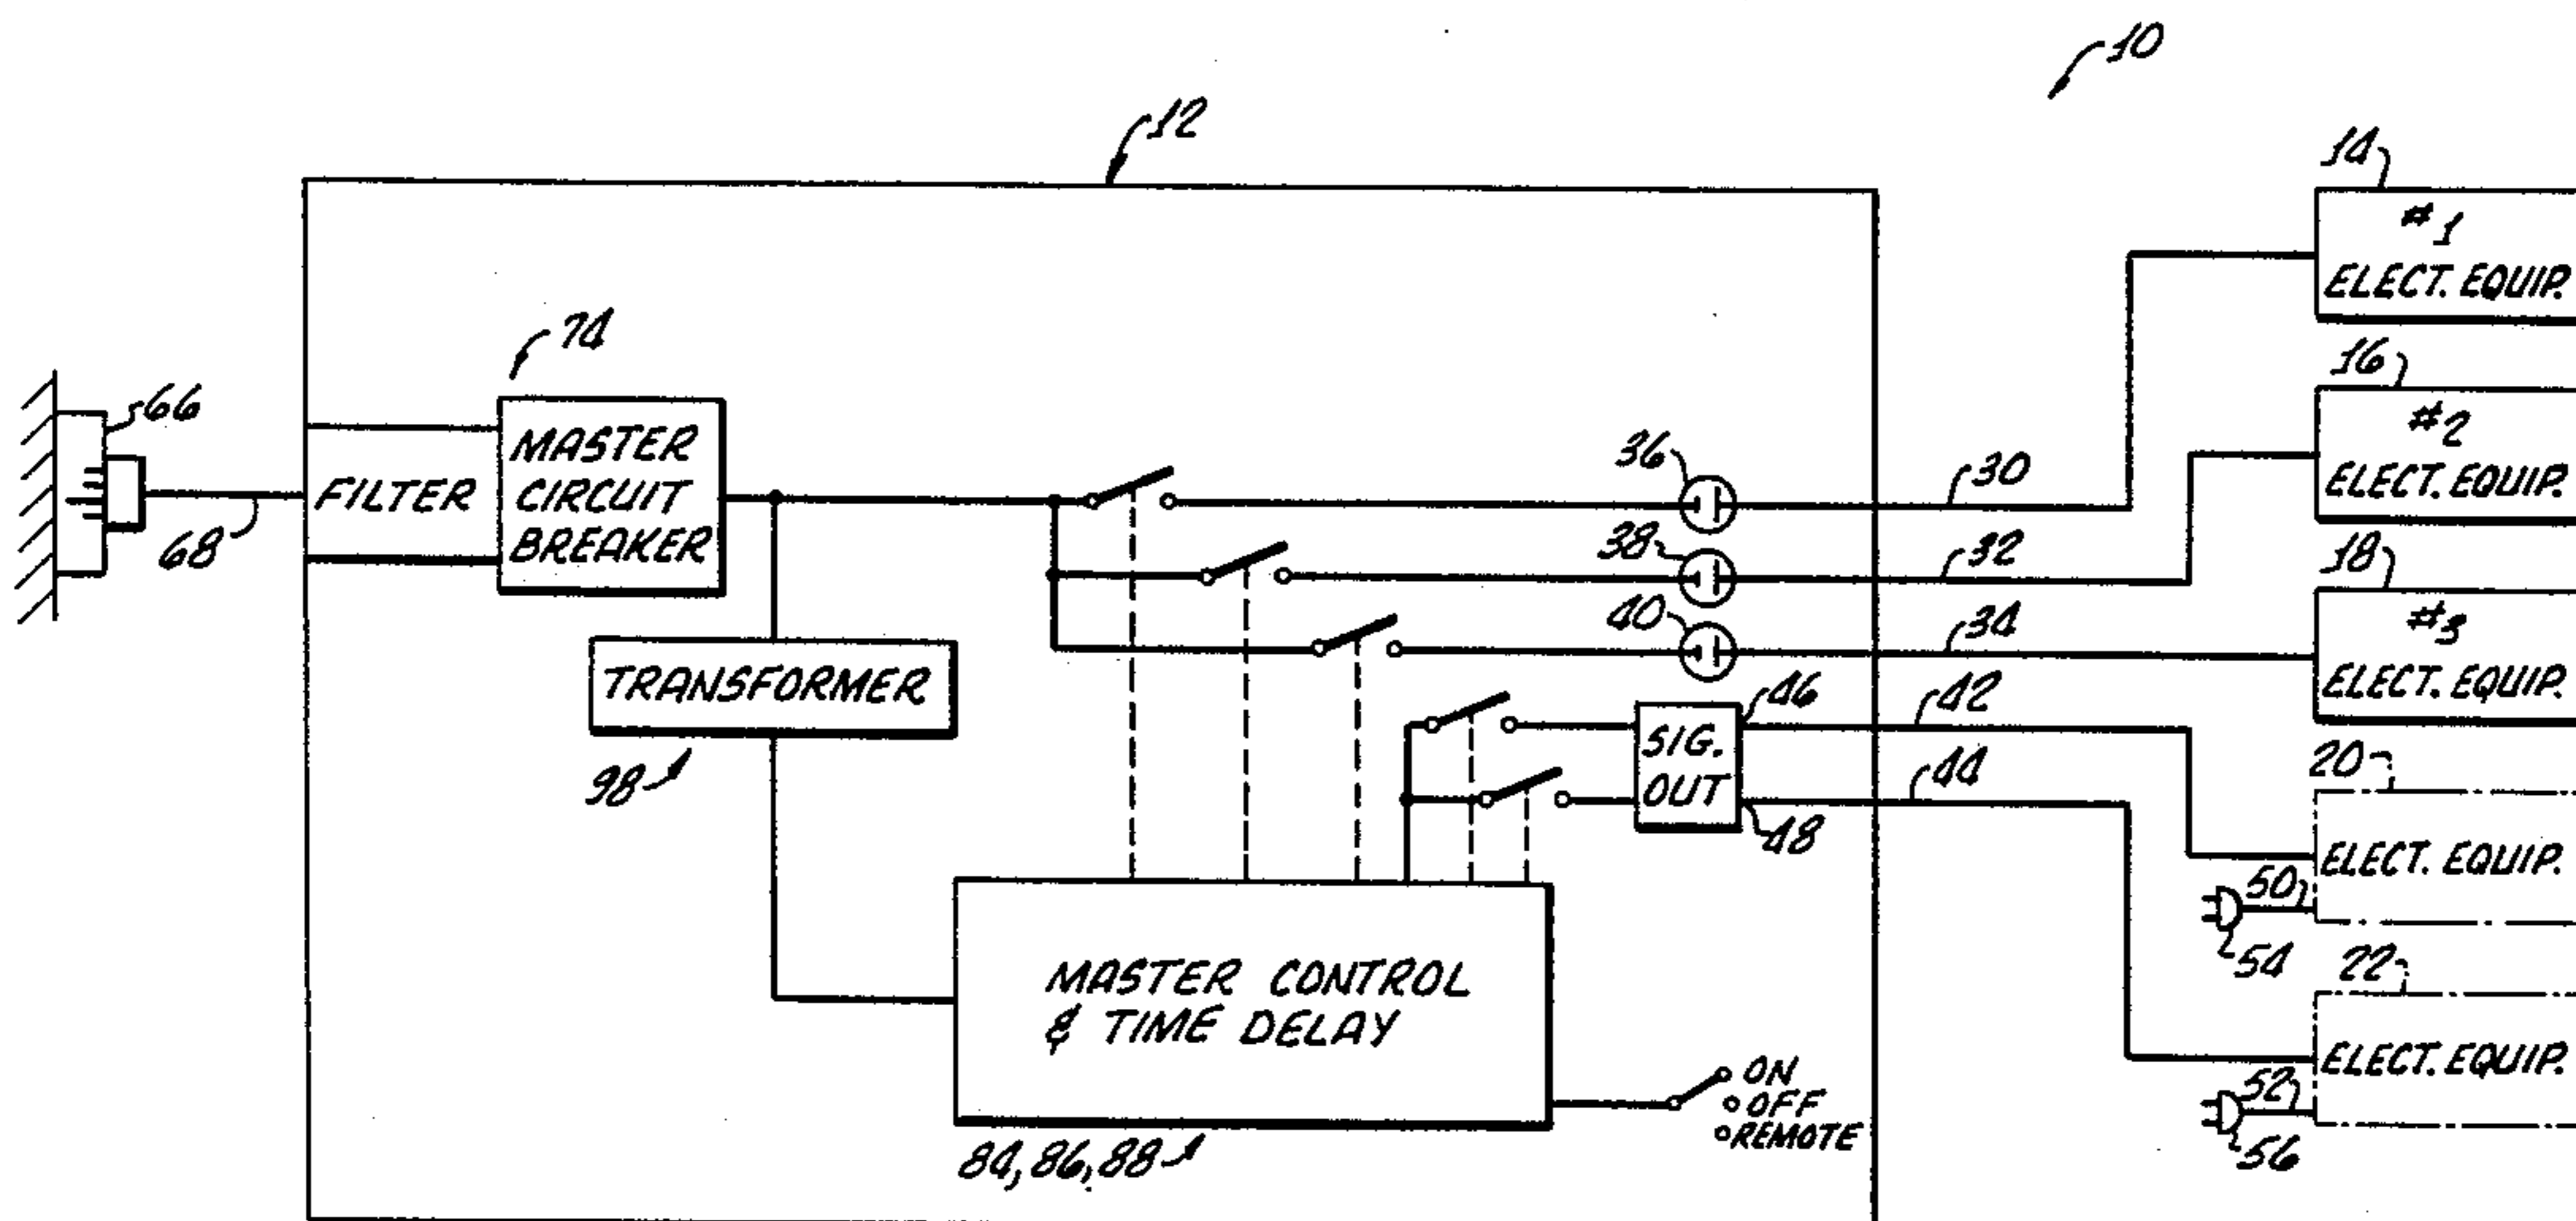 10
12
14
#1
ELECT. EQUIP.
74
16
66
#2
ELECT. EQUIP.
36
30
MASTER
CIRCUIT
BREAKER
FILTER
68
38
32
18
#3
ELECT. EQUIP.
40
34
TRANSFORMER
98
46
42
SIG.
OUT
44
48
20
ELECT. EQUIP.
50
54
22
ELECT. EQUIP.
52
56
MASTER CONTROL
& TIME DELAY
ON
OFF
REMOTE
84, 86, 88